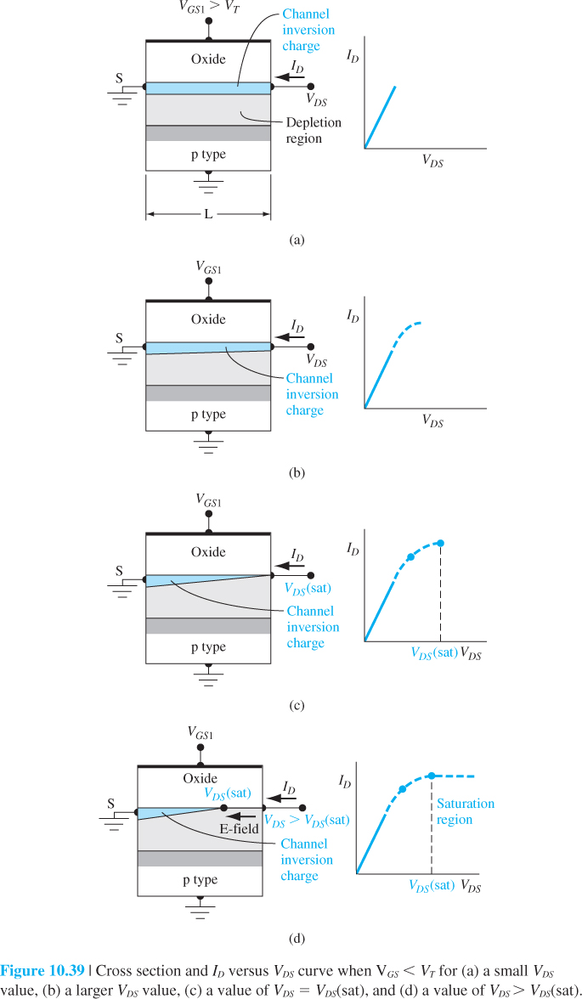 V_GS1 > V_T
Channel
inversion
charge
Oxide
S
I_D
V_DS
Depletion
region
p type
L
I_D
V_DS
(a)
V_GS1
Oxide
S
I_D
V_DS
Channel
inversion
charge
p type
I_D
V_DS
(b)
V_GS1
Oxide
S
I_D
V_DS(sat)
Channel
inversion
charge
p type
I_D
V_DS(sat) V_DS
(c)
V_GS1
Oxide
V_DS(sat)
S
I_D
V_DS > V_DS(sat)
E-field
Channel
inversion
charge
p type
I_D
Saturation
region
V_DS(sat) V_DS
(d)
Figure 10.39 | Cross section and I_D versus V_DS curve when V_GS < V_T for (a) a small V_DS
value, (b) a larger V_DS value, (c) a value of V_DS = V_DS(sat), and (d) a value of V_DS > V_DS(sat).